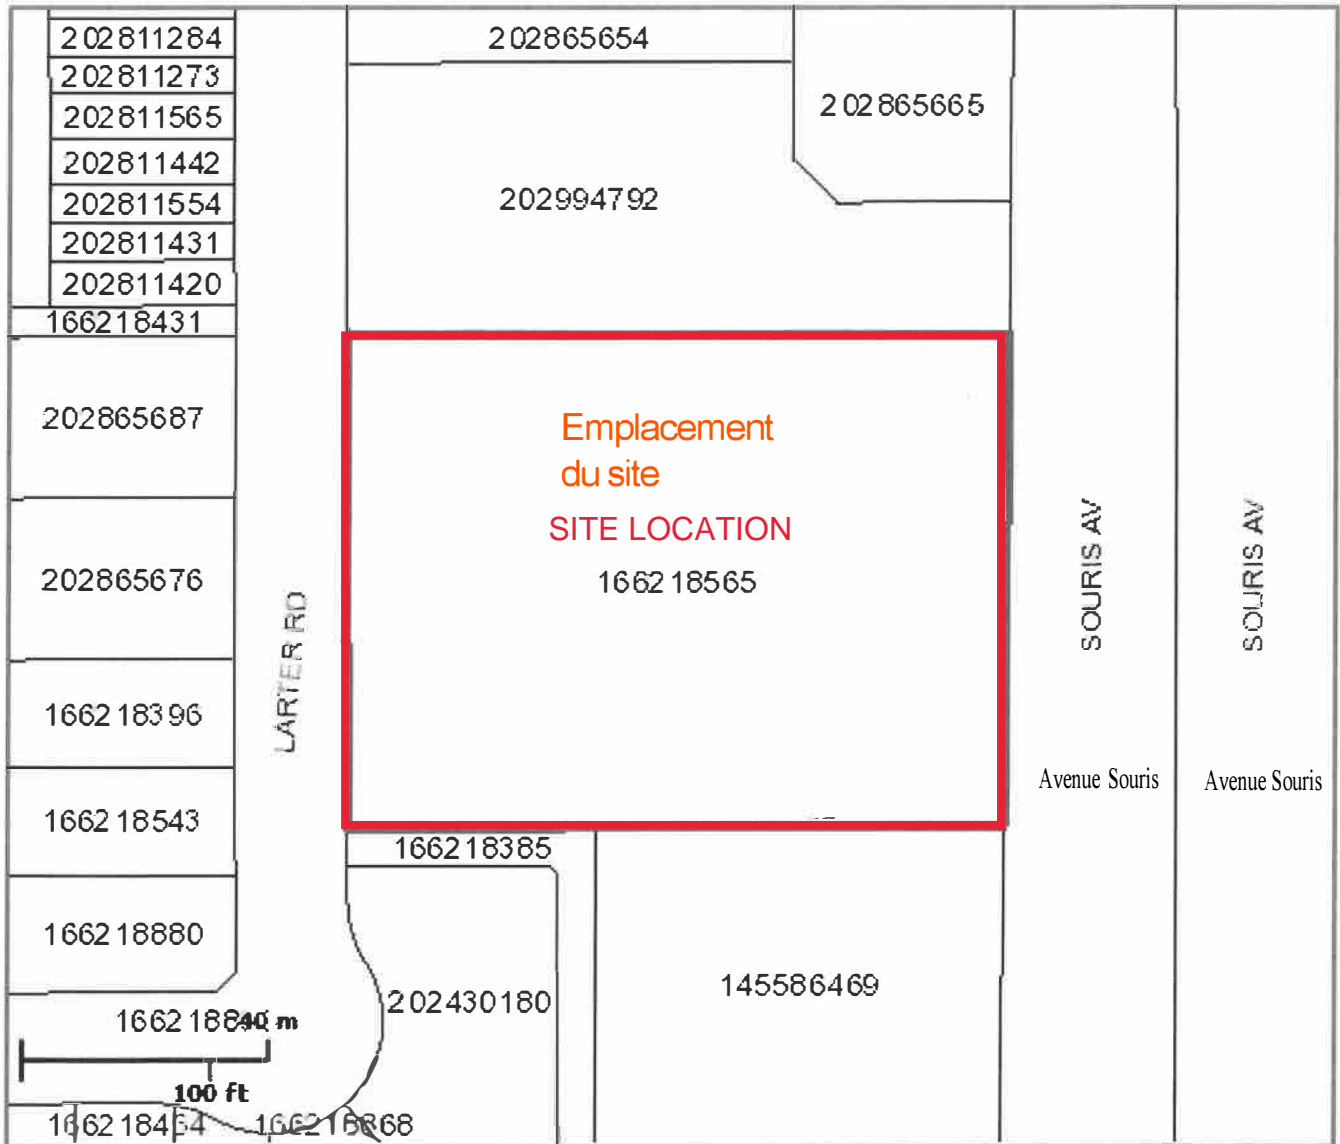 202811284
202811273
202811565
202811442
202811554
202811431
202811420
166218431
202865687
202865676
166218396
166218543
166218880
202865654
202865665
202994792
Emplacement
du site
SITE LOCATION
166218565
LARTER RD
SOURIS AV
SOURIS AV
Avenue Souris
Avenue Souris
166218385
202430180
145586469
40 m
100 ft